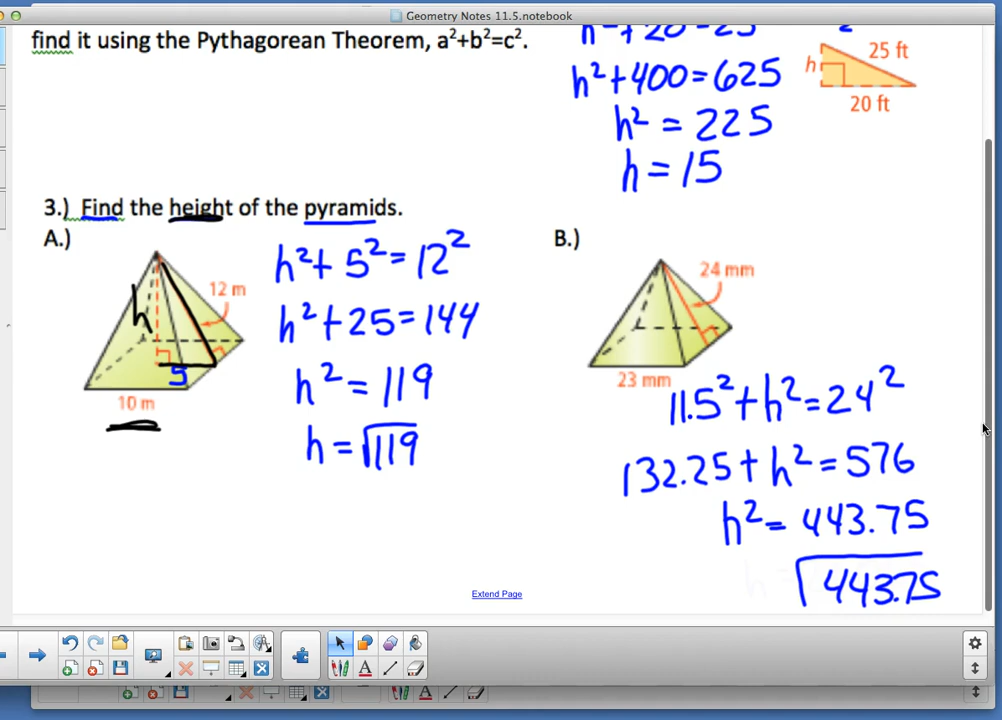 Geometry Notes 11.5.notebook
find it using the Pythagorean Theorem, a²+b²=c².
h²+400=625
h² = 225
h = 15
25 ft
h
20 ft
3.) Find the height of the pyramids.
A.)
h
12 m
5
10 m
h²+5²=12²
h²+25=144
h²=119
h=√119
B.)
24 mm
23 mm
11.5²+h²=24²
132.25+h²=576
h²=443.75
√443.75
Extend Page
A
A